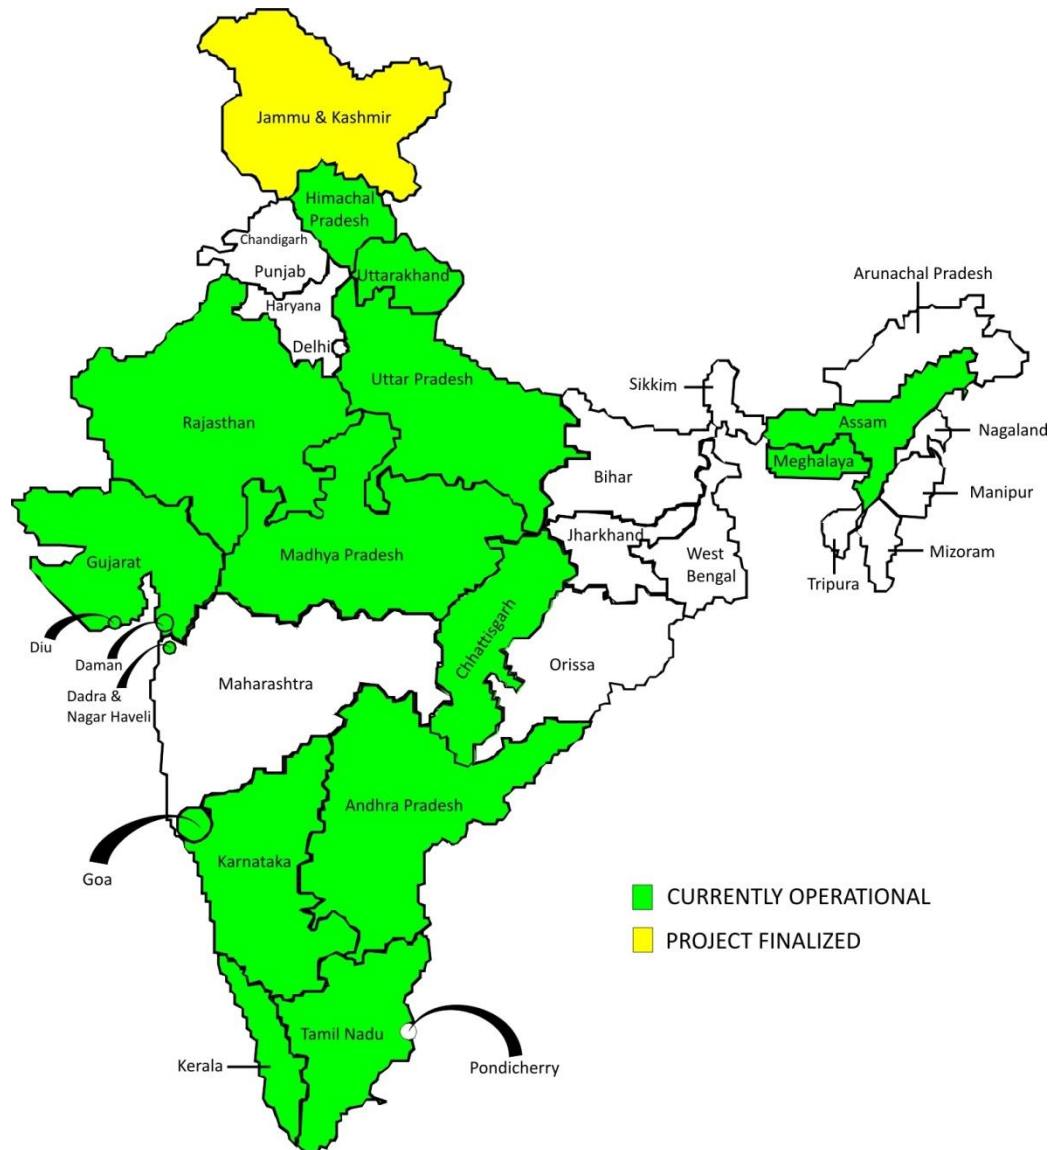 Jammu & Kashmir
Himachal
Pradesh
Chandigarh
Punjab
Uttarakhand
Haryana
Arunachal Pradesh
Delhi
Uttar Pradesh
Sikkim
Rajasthan
Assam
Nagaland
Meghalaya
Bihar
Manipur
Jharkhand
Madhya Pradesh
Gujarat
West
Bengal
Mizoram
Tripura
Chhattisgarh
Diu
Daman
Orissa
Maharashtra
Dadra &
Nagar Haveli
Andhra Pradesh
Karnataka
Goa
CURRENTLY OPERATIONAL
PROJECT FINALIZED
Tamil Nadu
Kerala
Pondicherry